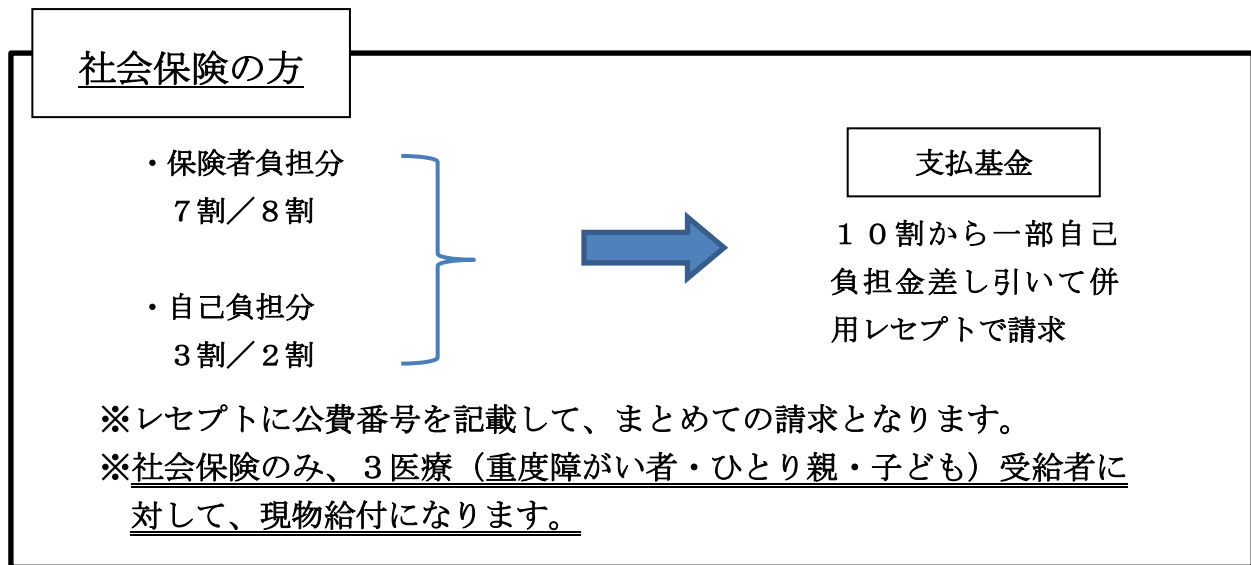 社会保険の方
・保険者負担分
７割／８割
・自己負担分
３割／２割
支払基金
１０割から一部自己
負担金差し引いて併
用レセプトで請求
※レセプトに公費番号を記載して、まとめての請求となります。
※社会保険のみ、３医療（重度障がい者・ひとり親・子ども）受給者に
対して、現物給付になります。